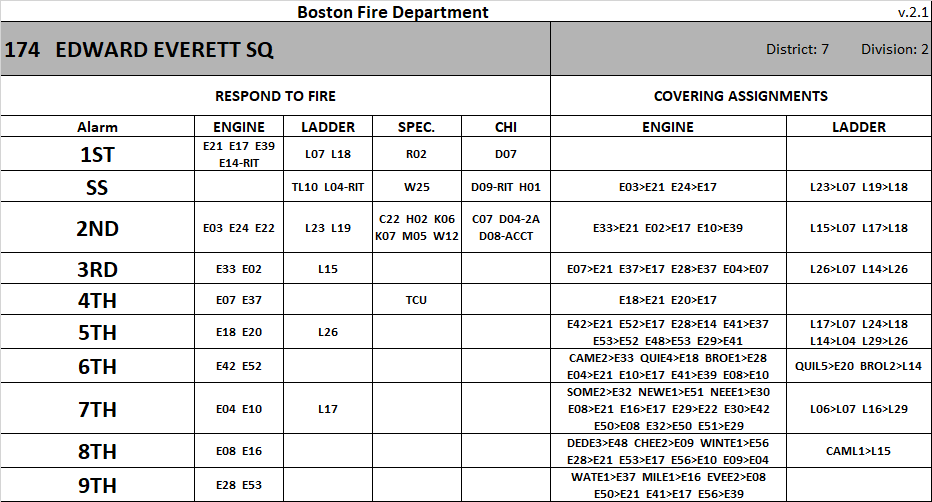 Boston Fire Department v.2.1
174 EDWARD EVERETT SQ District: 7 Division: 2
RESPOND TO FIRE COVERING ASSIGNMENTS
Alarm ENGINE LADDER SPEC. CHI ENGINE LADDER
1ST E21 E17 E39 L07 L18 R02 D07
E14-RIT
SS TL10 L04-RIT W25 D09-RIT H01 E03>E21 E24>E17 L23>L07 L19>L18
2ND E03 E24 E22 L23 L19 C22 H02 K06 C07 D04-2A E33>E21 E02>E17 E10>E39 L15>L07 L17>L18
K07 M05 W12 D08-ACCT
3RD E33 E02 L15 E07>E21 E37>E17 E28>E37 E04>E07 L26>L07 L14>L26
4TH E07 E37 TCU E18>E21 E20>E17
5TH E18 E20 L26 E42>E21 E52>E17 E28>E14 E41>E37 L17>L07 L24>L18
E53>E52 E48>E53 E29>E41 L14>L04 L29>L26
6TH E42 E52 CAME2>E33 QUIE4>E18 BROE1>E28 QUIL5>E20 BROL2>L14
E04>E21 E10>E17 E41>E39 E08>E10
7TH E04 E10 L17 SOME2>E32 NEWE1>E51 NEEE1>E30 L06>L07 L16>L29
E08>E21 E16>E17 E29>E22 E30>E42
E50>E08 E32>E50 E51>E29
8TH E08 E16 DEDE3>E48 CHEE2>E09 WINTE1>E56 CAML1>L15
E28>E21 E53>E17 E56>E10 E09>E04
9TH E28 E53 WATE1>E37 MILE1>E16 EVEE2>E08
E50>E21 E41>E17 E56>E39